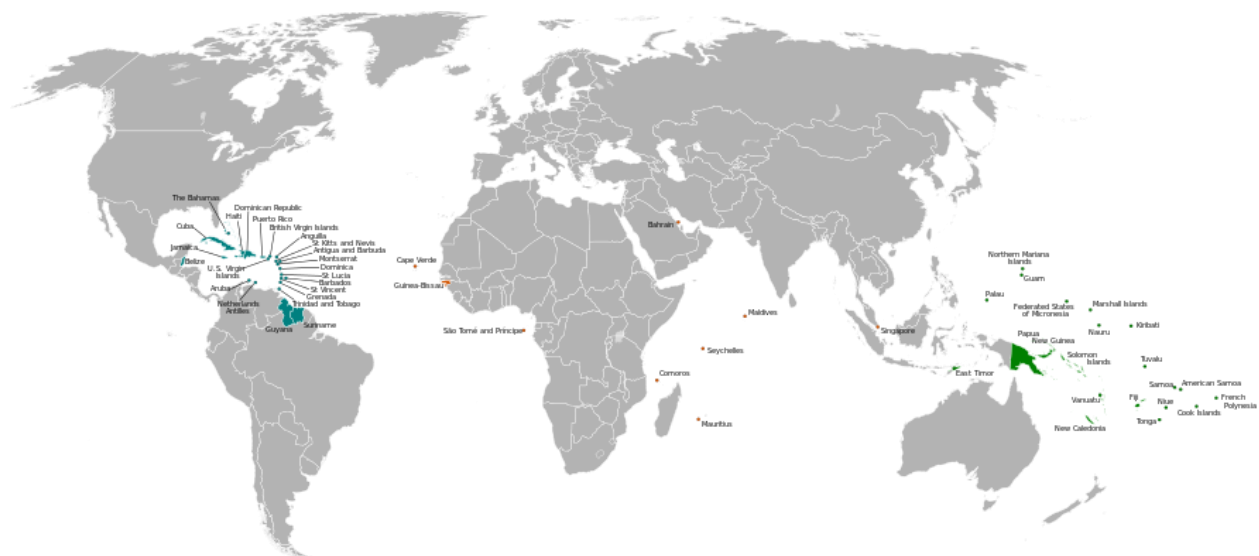 The Bahamas
Dominican Republic
Haiti
Puerto Rico
Cuba
British Virgin Islands
Anguilla
St Kitts and Nevis
Jamaica
Antigua and Barbuda
Montserrat
Belize
U.S. Virgin
Islands
Dominica
St Lucia
Barbados
Aruba
St Vincent
Grenada
Netherlands
Antilles
Trinidad and Tobago
Guyana
Suriname
Cape Verde
Guinea-Bissau
São Tomé and Príncipe
Bahrain
Maldives
Seychelles
Comoros
Mauritius
Singapore
Northern Mariana
Islands
Guam
Palau
Federated States
of Micronesia
Marshall Islands
Nauru
Kiribati
Papua
New Guinea
Solomon
Islands
East Timor
Tuvalu
Samoa
American Samoa
Vanuatu
Fiji
Niue
French
Polynesia
Cook Islands
Tonga
New Caledonia